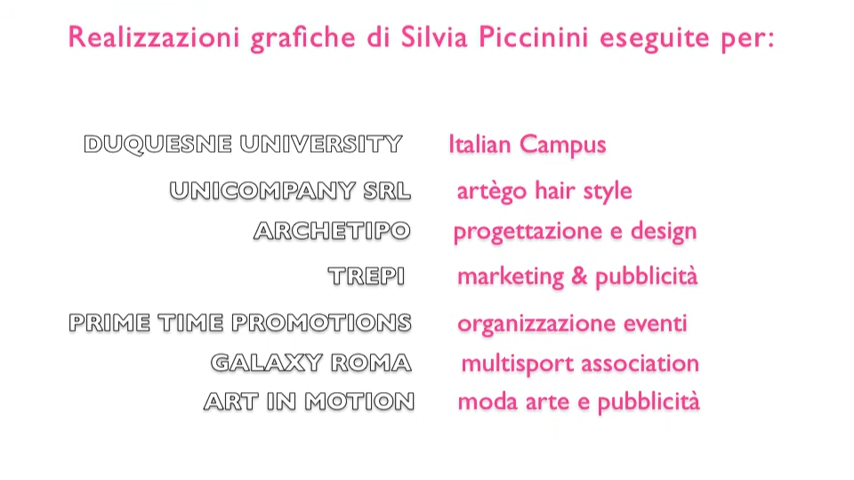 Realizzazioni grafiche di Silvia Piccinini eseguite per:
DUQUESNE UNIVERSITY Italian Campus
UNICOMPANY SRL artègo hair style
ARCHETIPO progettazione e design
TREPI marketing & pubblicità
PRIME TIME PROMOTIONS organizzazione eventi
GALAXY ROMA multisport association
ART IN MOTION moda arte e pubblicità